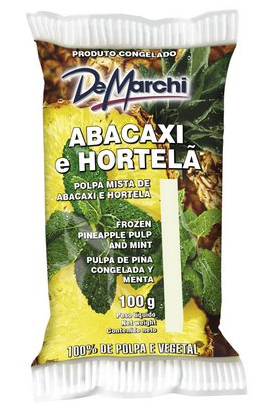 PRODUTO CONGELADO
DeMarchi
ABACAXI
e HORTELÃ
POLPA MISTA DE
ABACAXI E HORTELÃ
FROZEN
PINEAPPLE PULP
AND MINT
PULPA DE PIÑA
CONGELADA Y
MENTA
100 g
Peso líquido
Net weight
Contenido neto
100% DE POLPA E VEGETAL